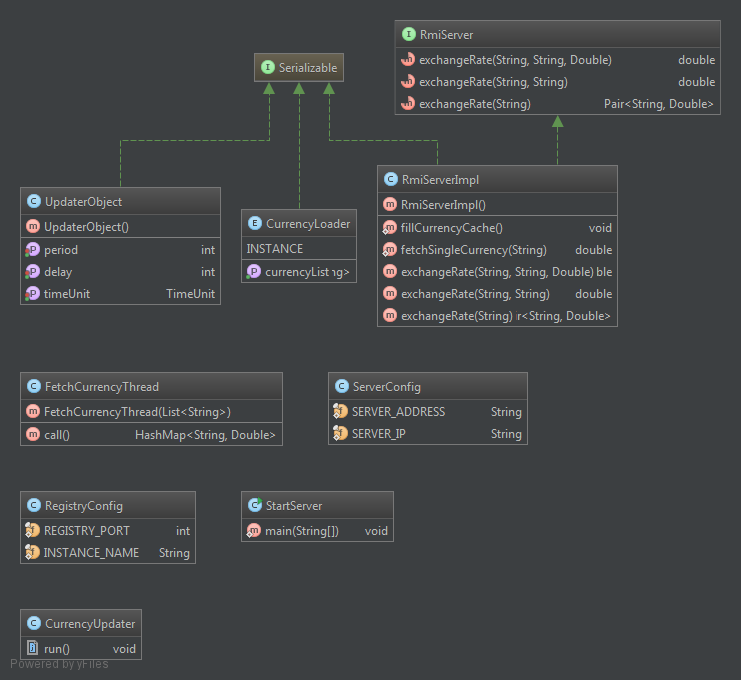 I RmiServer
m exchangeRate(String, String, Double) double
m exchangeRate(String, String) double
m exchangeRate(String) Pair<String, Double>
I Serializable
C UpdaterObject
m UpdaterObject()
P period int
P delay int
P timeUnit TimeUnit
E CurrencyLoader
INSTANCE
P currencyList ng>
C RmiServerImpl
m RmiServerImpl()
m fillCurrencyCache() void
m fetchSingleCurrency(String) double
m exchangeRate(String, String, Double) ble
m exchangeRate(String, String) double
m exchangeRate(String) ir<String, Double>
C FetchCurrencyThread
m FetchCurrencyThread(List<String>)
m call() HashMap<String, Double>
C ServerConfig
f SERVER_ADDRESS String
f SERVER_IP String
C RegistryConfig
f REGISTRY_PORT int
f INSTANCE_NAME String
C StartServer
m main(String[]) void
C CurrencyUpdater
run() void
Powered by yFiles